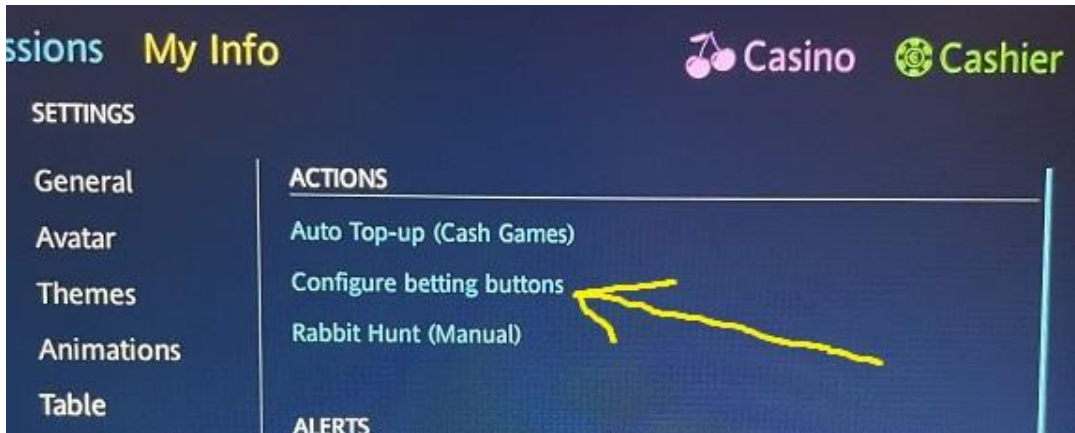 ssions My Info Casino Cashier
SETTINGS
General
Avatar
Themes
Animations
Table
ACTIONS
Auto Top-up (Cash Games)
Configure betting buttons
Rabbit Hunt (Manual)
ALERTS